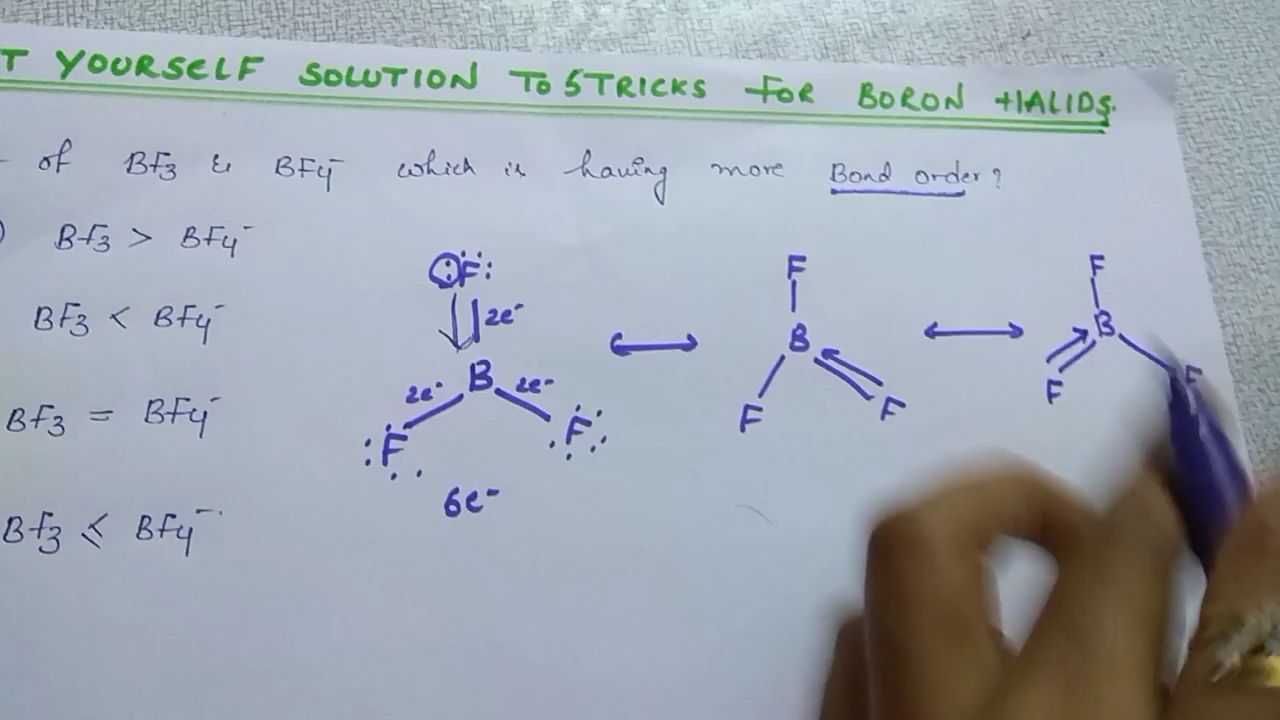 T YOURSELF SOLUTION TO 5 TRICKS FOR BORON HALIDS.
of BF3 & BF4- which is having more Bond order?
) BF3 > BF4-
BF3 < BF4-
BF3 = BF4-
BF3 ⩽ BF4-
:F:
2e-
B
2e- 2e-
F F
6e-
F
B
F F
F
B
F F